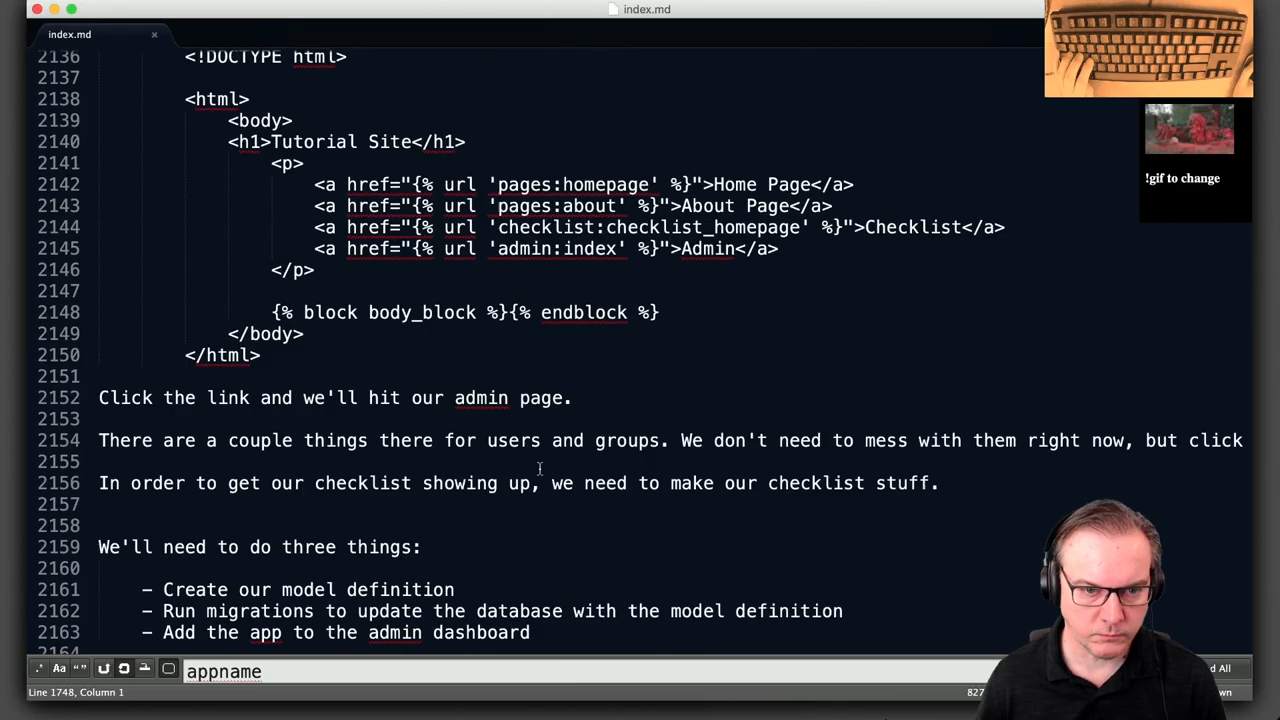 index.md
index.md ×
!gif to change
2136 <!DOCTYPE html>
2137
2138 <html>
2139 <body>
2140 <h1>Tutorial Site</h1>
2141 <p>
2142 <a href="{% url 'pages:homepage' %}">Home Page</a>
2143 <a href="{% url 'pages:about' %}">About Page</a>
2144 <a href="{% url 'checklist:checklist_homepage' %}">Checklist</a>
2145 <a href="{% url 'admin:index' %}">Admin</a>
2146 </p>
2147
2148 {% block body_block %}{% endblock %}
2149 </body>
2150 </html>
2151
2152 Click the link and we'll hit our admin page.
2153
2154 There are a couple things there for users and groups. We don't need to mess with them right now, but click
2155
2156 In order to get our checklist showing up, we need to make our checklist stuff.
2157
2158
2159 We'll need to do three things:
2160
2161 - Create our model definition
2162 - Run migrations to update the database with the model definition
2163 - Add the app to the admin dashboard
2164
.* Aa “” appname All
Line 1748, Column 1 827